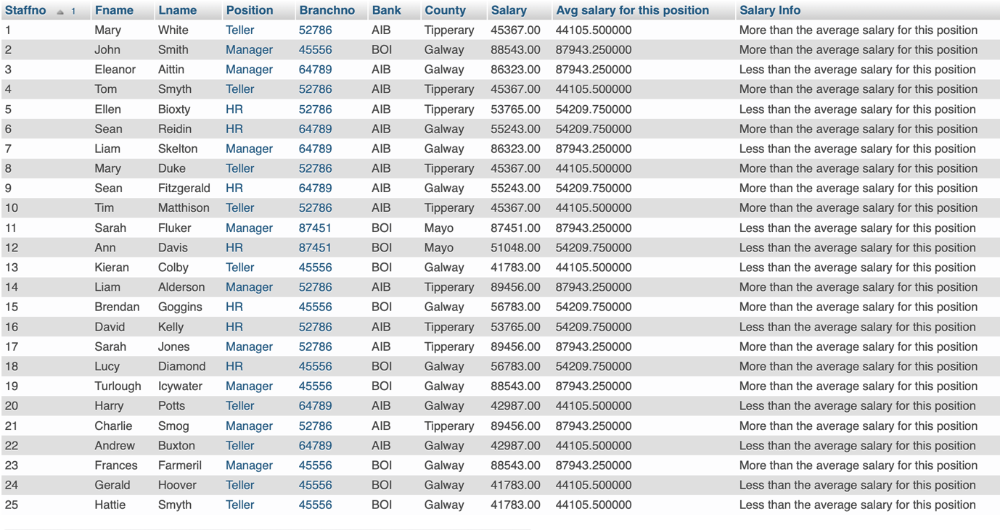 Staffno 1 Fname Lname Position Branchno Bank County Salary Avg salary for this position Salary Info
1 Mary White Teller 52786 AIB Tipperary 45367.00 44105.500000 More than the average salary for this position
2 John Smith Manager 45556 BOI Galway 88543.00 87943.250000 More than the average salary for this position
3 Eleanor Aittin Manager 64789 AIB Galway 86323.00 87943.250000 Less than the average salary for this position
4 Tom Smyth Teller 52786 AIB Tipperary 45367.00 44105.500000 More than the average salary for this position
5 Ellen Bioxty HR 52786 AIB Tipperary 53765.00 54209.750000 Less than the average salary for this position
6 Sean Reidin HR 64789 AIB Galway 55243.00 54209.750000 More than the average salary for this position
7 Liam Skelton Manager 64789 AIB Galway 86323.00 87943.250000 Less than the average salary for this position
8 Mary Duke Teller 52786 AIB Tipperary 45367.00 44105.500000 More than the average salary for this position
9 Sean Fitzgerald HR 64789 AIB Galway 55243.00 54209.750000 More than the average salary for this position
10 Tim Matthison Teller 52786 AIB Tipperary 45367.00 44105.500000 More than the average salary for this position
11 Sarah Fluker Manager 87451 BOI Mayo 87451.00 87943.250000 Less than the average salary for this position
12 Ann Davis HR 87451 BOI Mayo 51048.00 54209.750000 Less than the average salary for this position
13 Kieran Colby Teller 45556 BOI Galway 41783.00 44105.500000 Less than the average salary for this position
14 Liam Alderson Manager 52786 AIB Tipperary 89456.00 87943.250000 More than the average salary for this position
15 Brendan Goggins HR 45556 BOI Galway 56783.00 54209.750000 More than the average salary for this position
16 David Kelly HR 52786 AIB Tipperary 53765.00 54209.750000 Less than the average salary for this position
17 Sarah Jones Manager 52786 AIB Tipperary 89456.00 87943.250000 More than the average salary for this position
18 Lucy Diamond HR 45556 BOI Galway 56783.00 54209.750000 More than the average salary for this position
19 Turlough Icywater Manager 45556 BOI Galway 88543.00 87943.250000 More than the average salary for this position
20 Harry Potts Teller 64789 AIB Galway 42987.00 44105.500000 Less than the average salary for this position
21 Charlie Smog Manager 52786 AIB Tipperary 89456.00 87943.250000 More than the average salary for this position
22 Andrew Buxton Teller 64789 AIB Galway 42987.00 44105.500000 Less than the average salary for this position
23 Frances Farmeril Manager 45556 BOI Galway 88543.00 87943.250000 More than the average salary for this position
24 Gerald Hoover Teller 45556 BOI Galway 41783.00 44105.500000 Less than the average salary for this position
25 Hattie Smyth Teller 45556 BOI Galway 41783.00 44105.500000 Less than the average salary for this position